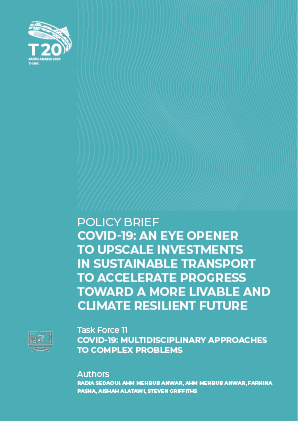 T20
SAUDI ARABIA 2020
THINK
POLICY BRIEF
COVID-19: AN EYE OPENER
TO UPSCALE INVESTMENTS
IN SUSTAINABLE TRANSPORT
TO ACCELERATE PROGRESS
TOWARD A MORE LIVABLE AND
CLIMATE RESILIENT FUTURE
Task Force 11
COVID-19: MULTIDISCIPLINARY APPROACHES
TO COMPLEX PROBLEMS
Authors
RADIA SEDAOUI, AHM MEHBUB ANWAR, AHM MEHBUB ANWAR, FARHINA
PASHA, AISHAH ALATAWI, STEVEN GRIFFITHS